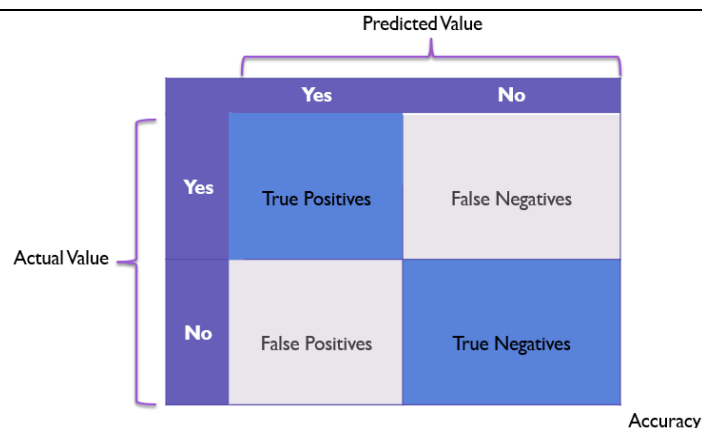 Predicted Value
Yes No
Yes True Positives False Negatives
Actual Value
No False Positives True Negatives
Accuracy